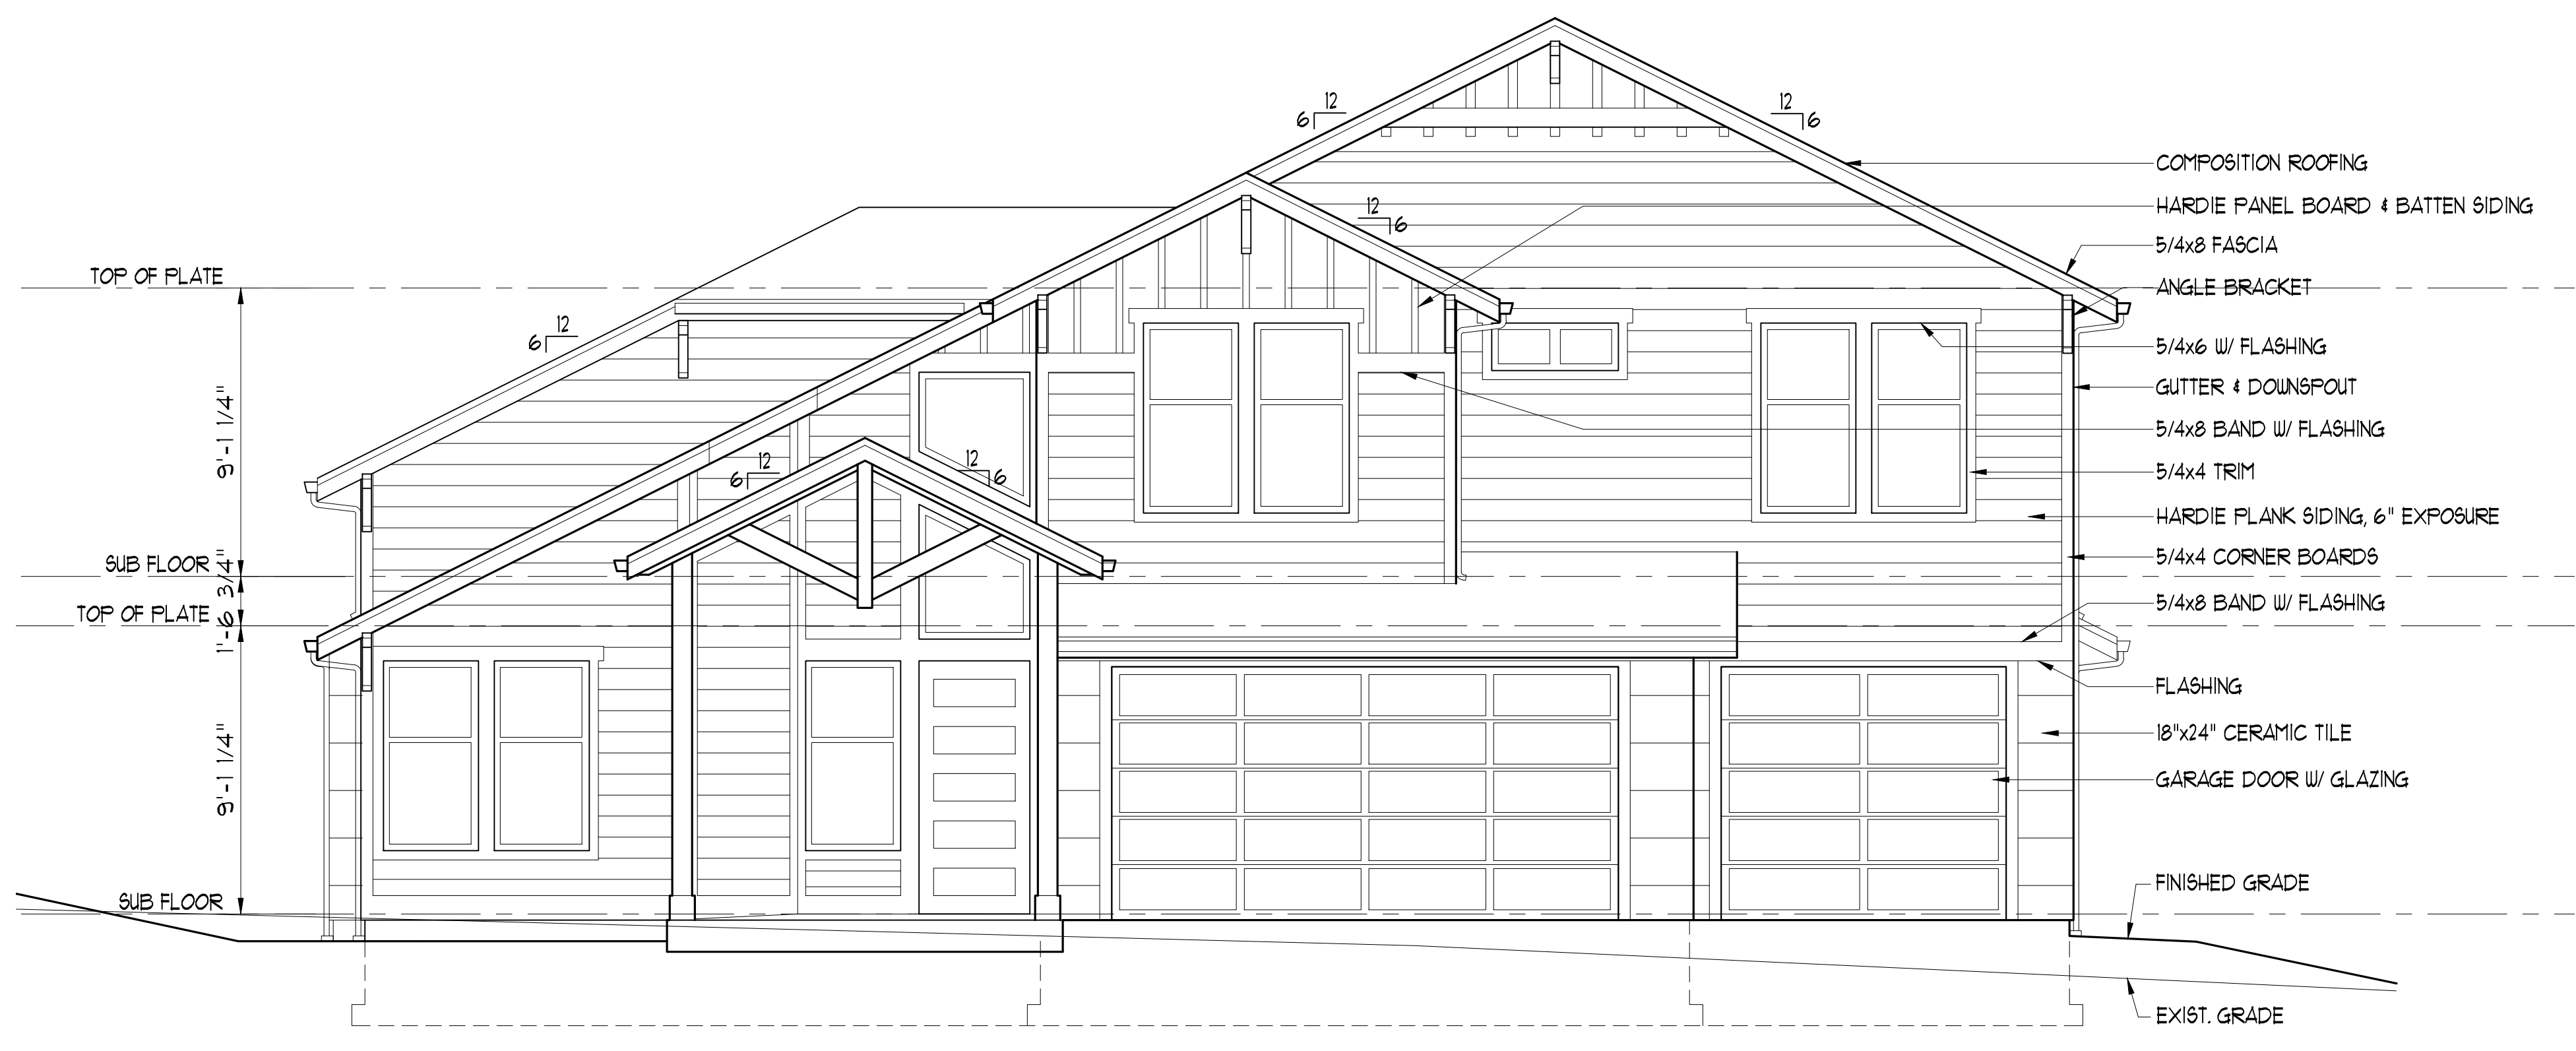 12
6
12
6
COMPOSITION ROOFING
HARDIE PANEL BOARD & BATTEN SIDING
12
6
5/4x8 FASCIA
TOP OF PLATE
ANGLE BRACKET
12
6
5/4x6 W/ FLASHING
GUTTER & DOWNSPOUT
9'-1 1/4"
5/4x8 BAND W/ FLASHING
12
6
12
6
5/4x4 TRIM
HARDIE PLANK SIDING, 6" EXPOSURE
SUB FLOOR
5/4x4 CORNER BOARDS
1'-6 3/4"
5/4x8 BAND W/ FLASHING
TOP OF PLATE
FLASHING
18"x24" CERAMIC TILE
9'-1 1/4"
GARAGE DOOR W/ GLAZING
FINISHED GRADE
SUB FLOOR
EXIST. GRADE